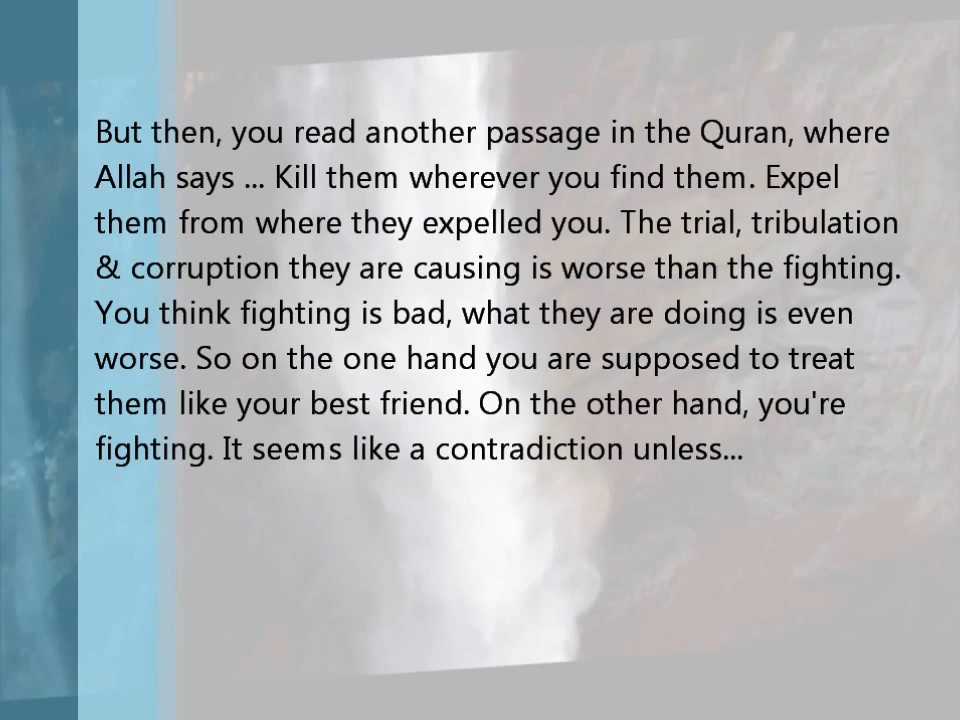 But then, you read another passage in the Quran, where
Allah says ... Kill them wherever you find them. Expel
them from where they expelled you. The trial, tribulation
& corruption they are causing is worse than the fighting.
You think fighting is bad, what they are doing is even
worse. So on the one hand you are supposed to treat
them like your best friend. On the other hand, you're
fighting. It seems like a contradiction unless...